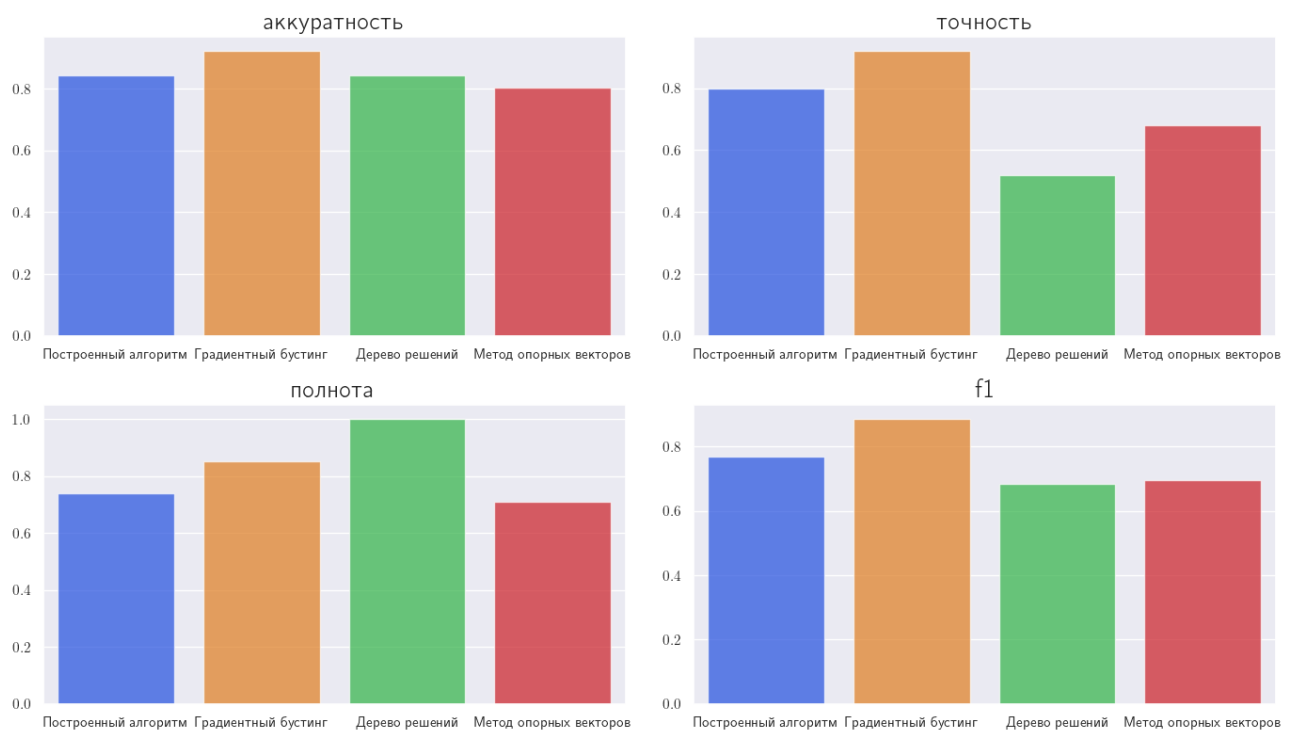 аккуратность
0.8
0.6
0.4
0.2
0.0
Построенный алгоритм Градиентный бустинг Дерево решений Метод опорных векторов
точность
0.8
0.6
0.4
0.2
0.0
Построенный алгоритм Градиентный бустинг Дерево решений Метод опорных векторов
полнота
1.0
0.8
0.6
0.4
0.2
0.0
Построенный алгоритм Градиентный бустинг Дерево решений Метод опорных векторов
f1
0.8
0.6
0.4
0.2
0.0
Построенный алгоритм Градиентный бустинг Дерево решений Метод опорных векторов